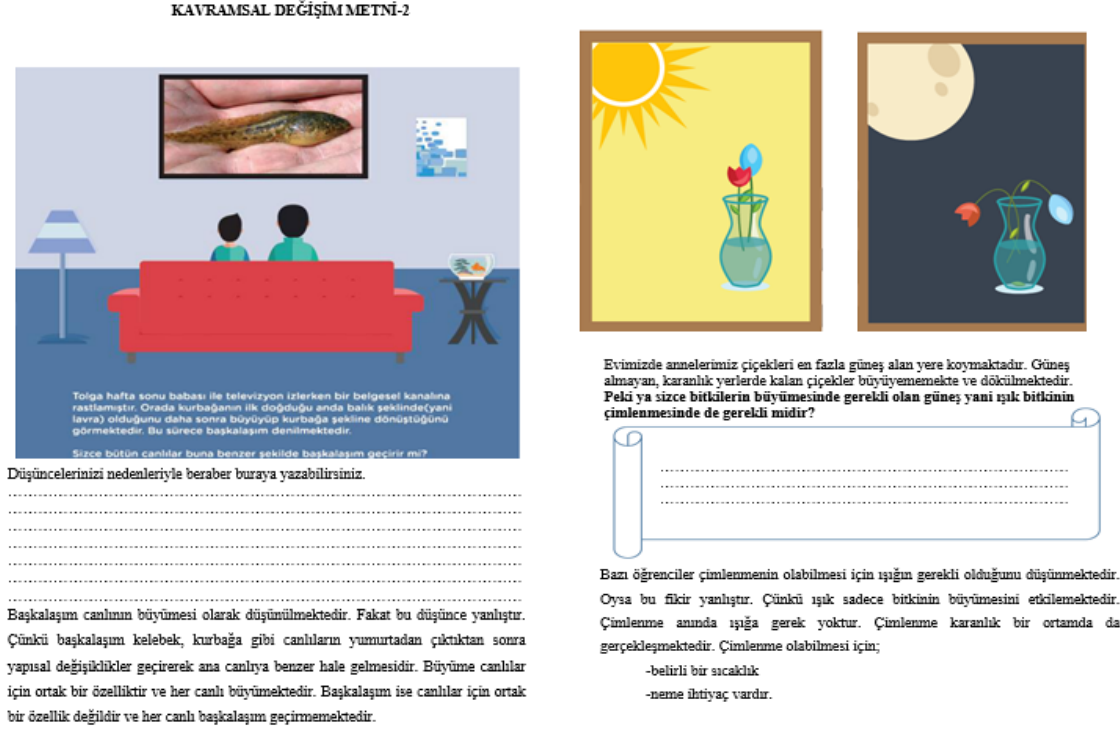 KAVRAMSAL DEĞİŞİM METNİ-2
Tolga hafta sonu babası ile televizyon izlerken bir belgesel kanalına
rastlamıştır. Orada kurbağanın ilk doğduğu anda balık şeklinde(yani
lavra) olduğunu daha sonra büyüyüp kurbağa şekline dönüştüğünü
görmektedir. Bu sürece başkalaşım denilmektedir.
Sizce bütün canlılar buna benzer şekilde başkalaşım geçirir mi?
Düşüncelerinizi nedenleriyle beraber buraya yazabilirsiniz.
Başkalaşım canlının büyümesi olarak düşünülmektedir. Fakat bu düşünce yanlıştır.
Çünkü başkalaşım kelebek, kurbağa gibi canlıların yumurtadan çıktıktan sonra
yapısal değişiklikler geçirerek ana canlıya benzer hale gelmesidir. Büyüme canlılar
için ortak bir özelliktir ve her canlı büyümektedir. Başkalaşım ise canlılar için ortak
bir özellik değildir ve her canlı başkalaşım geçirmemektedir.
Evimizde annelerimiz çiçekleri en fazla güneş alan yere koymaktadır. Güneş
almayan, karanlık yerlerde kalan çiçekler büyüyememekte ve dökülmektedir.
Peki ya sizce bitkilerin büyümesinde gerekli olan güneş yani ışık bitkinin
çimlenmesinde de gerekli midir?
Bazı öğrenciler çimlenmenin olabilmesi için ışığın gerekli olduğunu düşünmektedir.
Oysa bu fikir yanlıştır. Çünkü ışık sadece bitkinin büyümesini etkilemektedir.
Çimlenme anında ışığa gerek yoktur. Çimlenme karanlık bir ortamda da
gerçekleşmektedir. Çimlenme olabilmesi için;
-belirli bir sıcaklık
-neme ihtiyaç vardır.